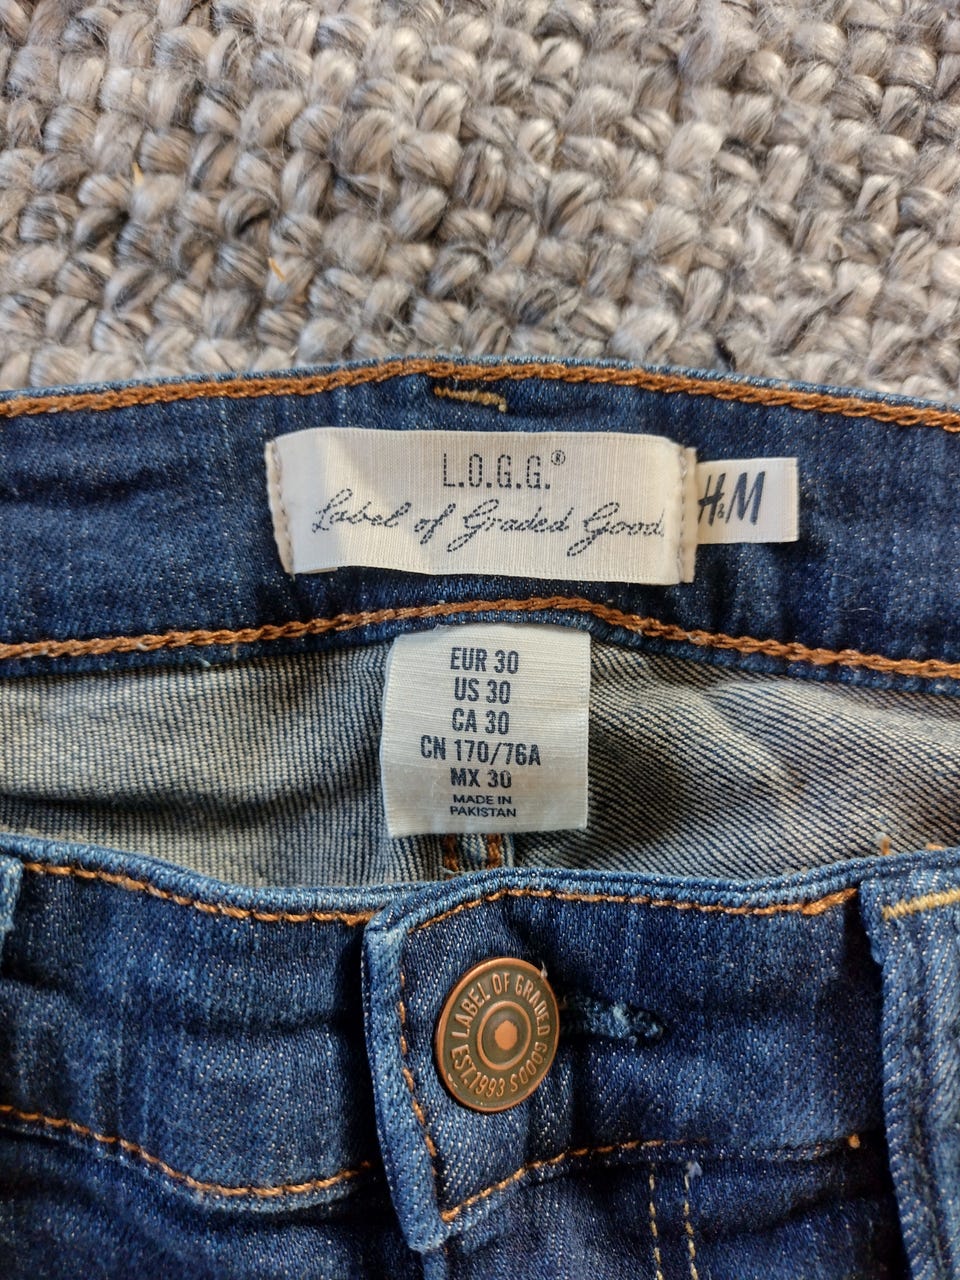 L.O.G.G.®
Label of Graded Goods
H&M
EUR 30
US 30
CA 30
CN 170/76A
MX 30
MADE IN
PAKISTAN
LABEL OF GRADED GOODS
EST. 1993